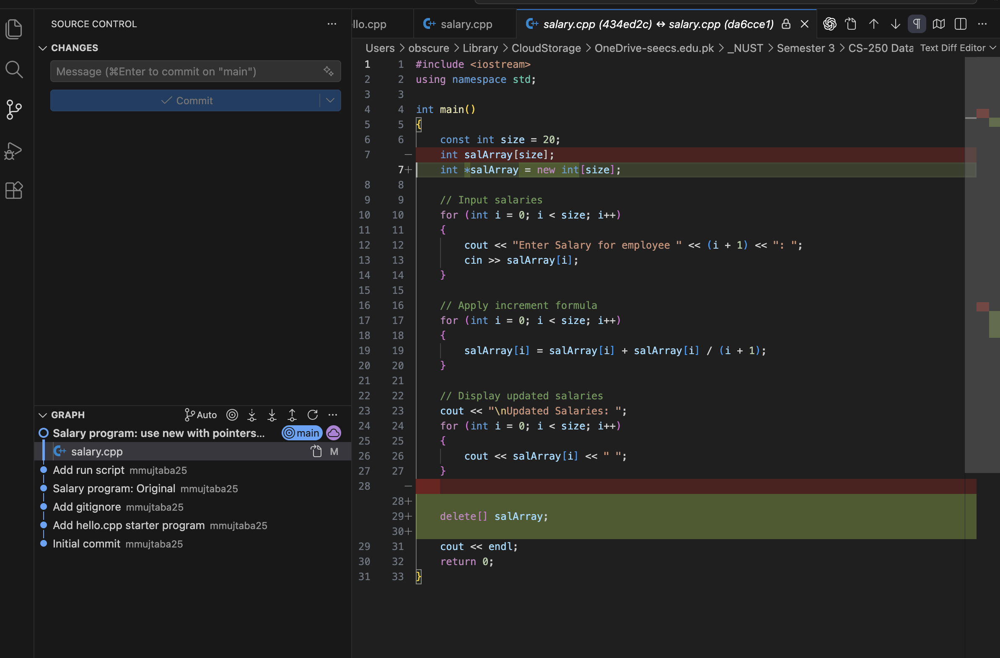 SOURCE CONTROL
CHANGES
Message (⌘Enter to commit on "main")
Commit
GRAPH
Auto
Salary program: use new with pointers... main
salary.cpp M
Add run script mmujtaba25
Salary program: Original mmujtaba25
Add gitignore mmujtaba25
Add hello.cpp starter program mmujtaba25
Initial commit mmujtaba25
llo.cpp
salary.cpp
salary.cpp (434ed2c) ↔ salary.cpp (da6cce1)
Users > obscure > Library > CloudStorage > OneDrive-seecs.edu.pk > _NUST > Semester 3 > CS-250 Data
Text Diff Editor
1 1 #include <iostream>
2 2 using namespace std;
3 3
4 4 int main()
5 5 {
6 6 const int size = 20;
7 − int salArray[size];
7+ int *salArray = new int[size];
8 8
9 9 // Input salaries
10 10 for (int i = 0; i < size; i++)
11 11 {
12 12 cout << "Enter Salary for employee " << (i + 1) << ": ";
13 13 cin >> salArray[i];
14 14 }
15 15
16 16 // Apply increment formula
17 17 for (int i = 0; i < size; i++)
18 18 {
19 19 salArray[i] = salArray[i] + salArray[i] / (i + 1);
20 20 }
21 21
22 22 // Display updated salaries
23 23 cout << "\nUpdated Salaries: ";
24 24 for (int i = 0; i < size; i++)
25 25 {
26 26 cout << salArray[i] << " ";
27 27 }
28 −
28+
29+ delete[] salArray;
30+
29 31 cout << endl;
30 32 return 0;
31 33 }